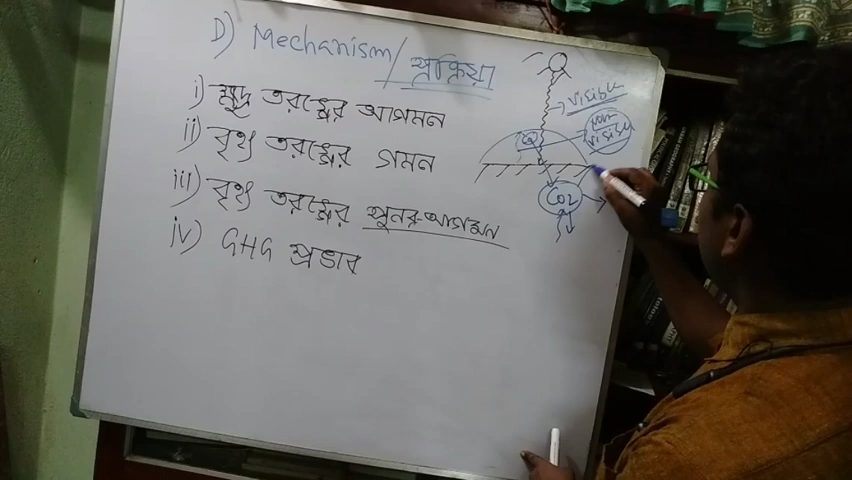 D) Mechanism / প্রক্রিয়া
i) ক্ষুদ্র তরঙ্গের আগমন
ii) বৃহৎ তরঙ্গের গমন
iii) বৃহৎ তরঙ্গের পুনর-আগমন
iv) GHG প্রভাব
visible
non
visible
CO2